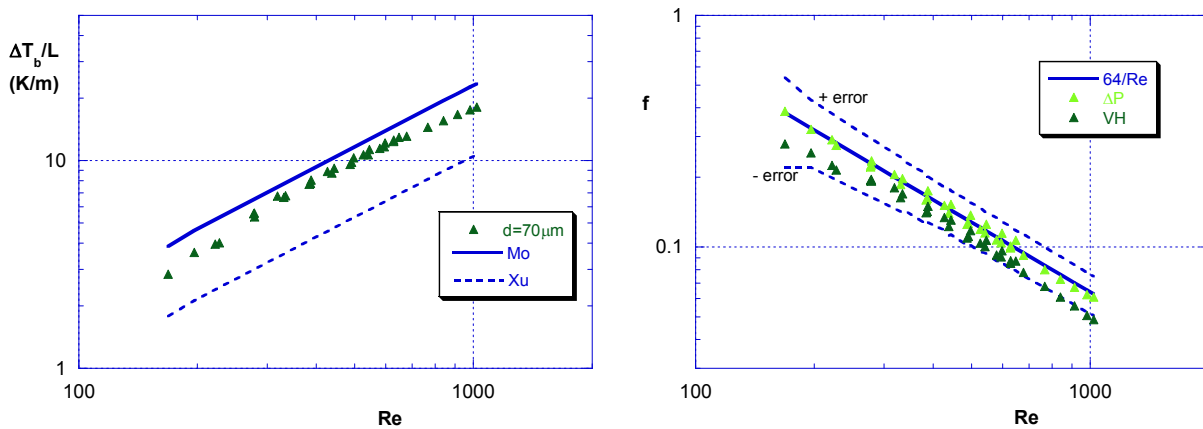 ΔT_b/L
(K/m)
10
1
100
1000
Re
d=70μm
Mo
Xu
1
f
0.1
100
1000
Re
+ error
- error
64/Re
ΔP
VH